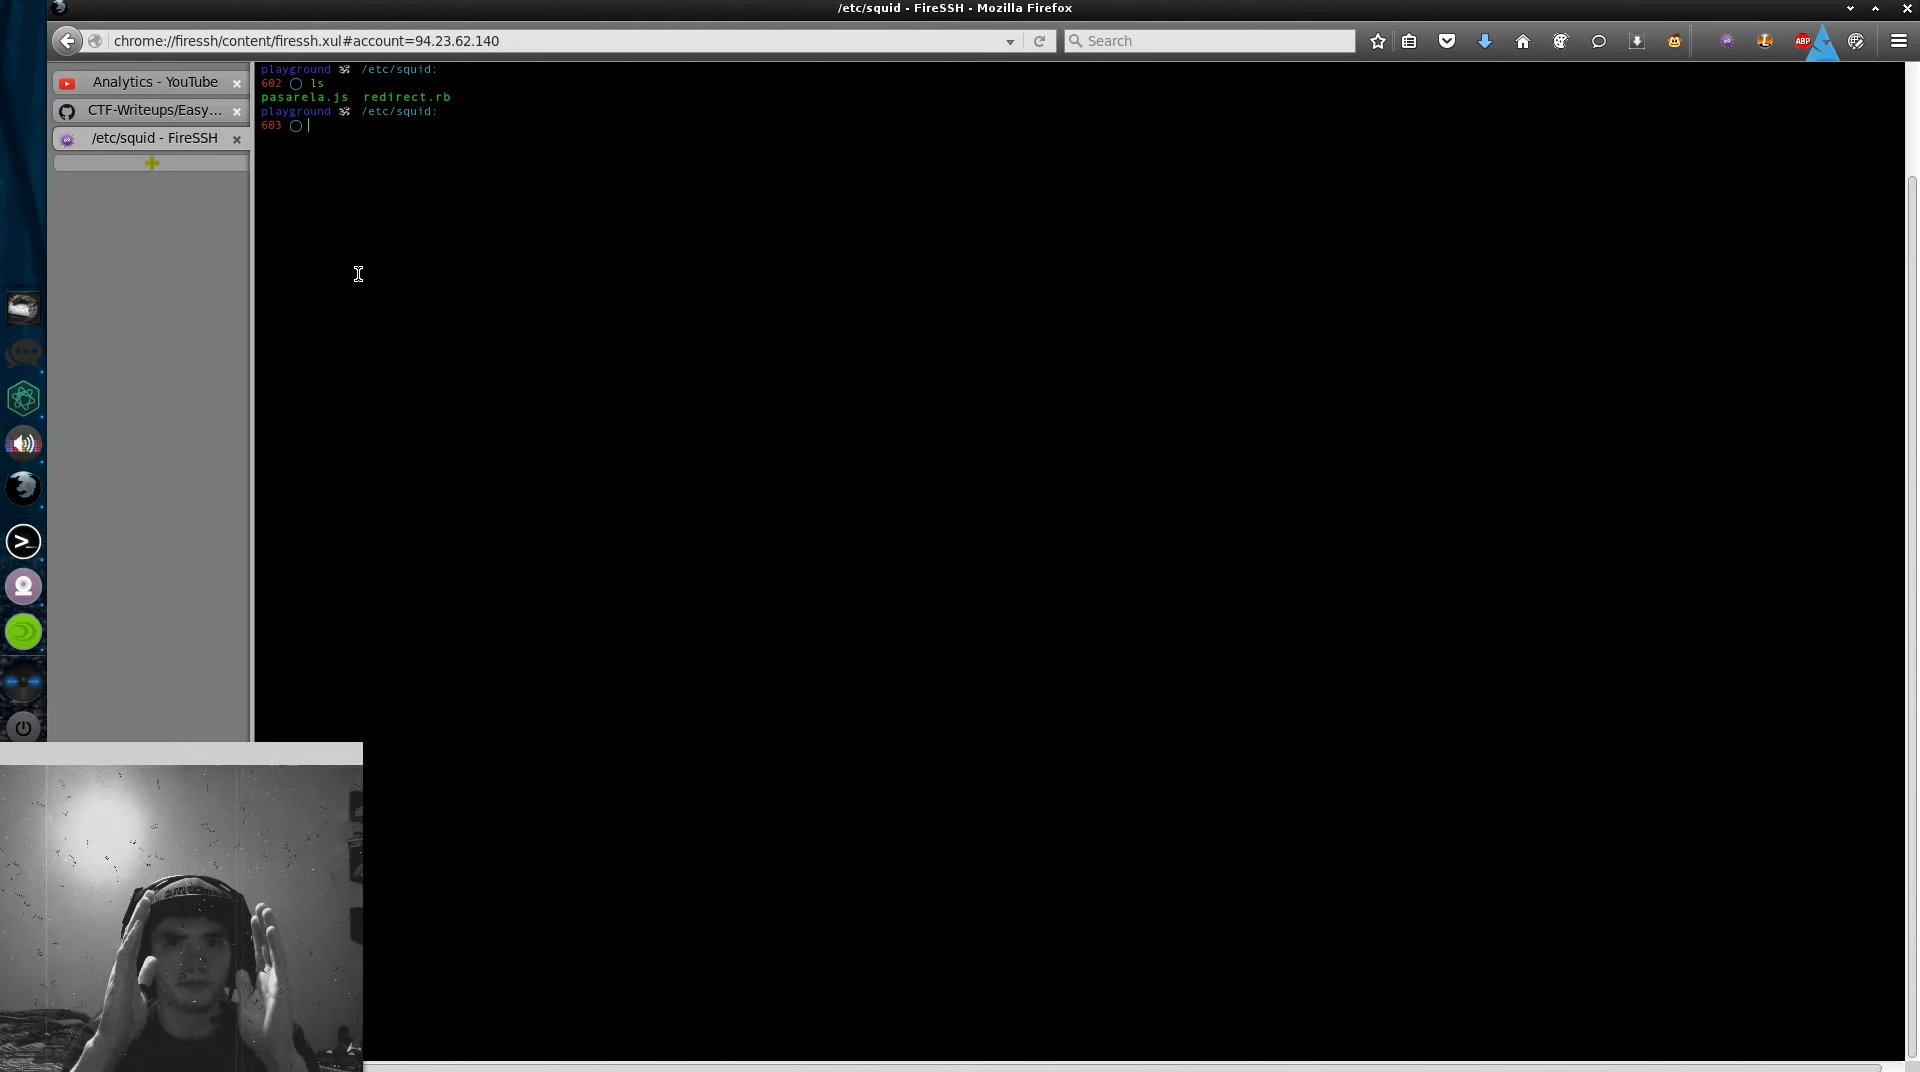 /etc/squid - FireSSH - Mozilla Firefox
chrome://firessh/content/firessh.xul#account=94.23.62.140
Search
ABP
Analytics - YouTube
CTF-Writeups/Easy...
/etc/squid - FireSSH
playground ॐ /etc/squid:
602 ◯ ls
pasarela.js redirect.rb
playground ॐ /etc/squid:
603 ◯